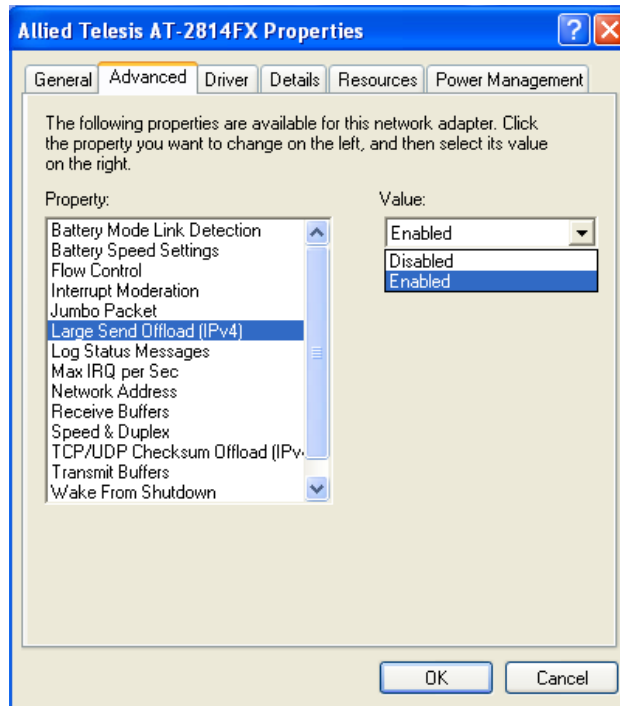 Allied Telesis AT-2814FX Properties
?
General Advanced Driver Details Resources Power Management
The following properties are available for this network adapter. Click
the property you want to change on the left, and then select its value
on the right.
Property:
Battery Mode Link Detection
Battery Speed Settings
Flow Control
Interrupt Moderation
Jumbo Packet
Large Send Offload (IPv4)
Log Status Messages
Max IRQ per Sec
Network Address
Receive Buffers
Speed & Duplex
TCP/UDP Checksum Offload (IPv
Transmit Buffers
Wake From Shutdown
Value:
Enabled
Disabled
Enabled
OK Cancel